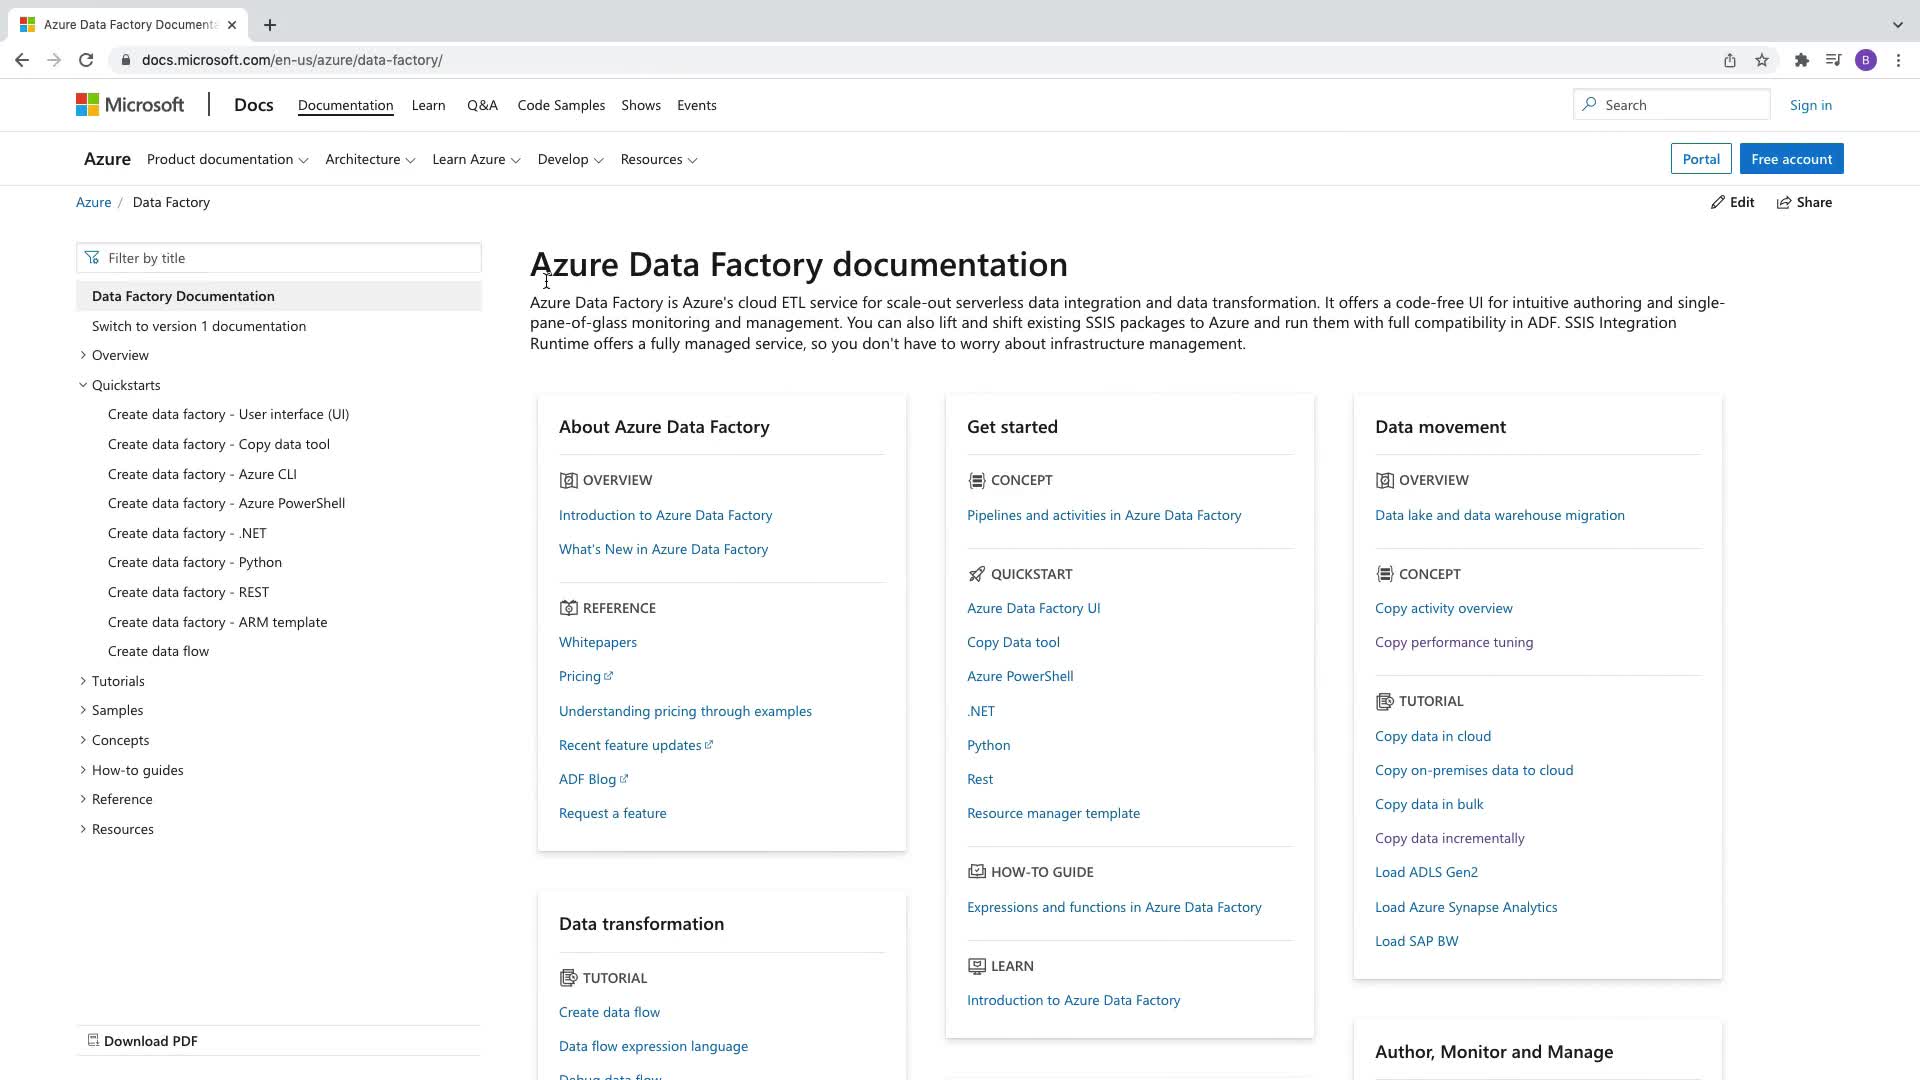 Azure Data Factory Document
docs.microsoft.com/en-us/azure/data-factory/
B
Microsoft
Docs
Documentation
Learn
Q&A
Code Samples
Shows
Events
Search
Sign in
Azure
Product documentation
Architecture
Learn Azure
Develop
Resources
Portal
Free account
Azure / Data Factory
Edit
Share
Filter by title
Data Factory Documentation
Switch to version 1 documentation
Overview
Quickstarts
Create data factory - User interface (UI)
Create data factory - Copy data tool
Create data factory - Azure CLI
Create data factory - Azure PowerShell
Create data factory - .NET
Create data factory - Python
Create data factory - REST
Create data factory - ARM template
Create data flow
Tutorials
Samples
Concepts
How-to guides
Reference
Resources
Download PDF
Azure Data Factory documentation
Azure Data Factory is Azure's cloud ETL service for scale-out serverless data integration and data transformation. It offers a code-free UI for intuitive authoring and single-
pane-of-glass monitoring and management. You can also lift and shift existing SSIS packages to Azure and run them with full compatibility in ADF. SSIS Integration
Runtime offers a fully managed service, so you don't have to worry about infrastructure management.
About Azure Data Factory
OVERVIEW
Introduction to Azure Data Factory
What's New in Azure Data Factory
REFERENCE
Whitepapers
Pricing
Understanding pricing through examples
Recent feature updates
ADF Blog
Request a feature
Data transformation
TUTORIAL
Create data flow
Data flow expression language
Debug data flow
Get started
CONCEPT
Pipelines and activities in Azure Data Factory
QUICKSTART
Azure Data Factory UI
Copy Data tool
Azure PowerShell
.NET
Python
Rest
Resource manager template
HOW-TO GUIDE
Expressions and functions in Azure Data Factory
LEARN
Introduction to Azure Data Factory
Data movement
OVERVIEW
Data lake and data warehouse migration
CONCEPT
Copy activity overview
Copy performance tuning
TUTORIAL
Copy data in cloud
Copy on-premises data to cloud
Copy data in bulk
Copy data incrementally
Load ADLS Gen2
Load Azure Synapse Analytics
Load SAP BW
Author, Monitor and Manage